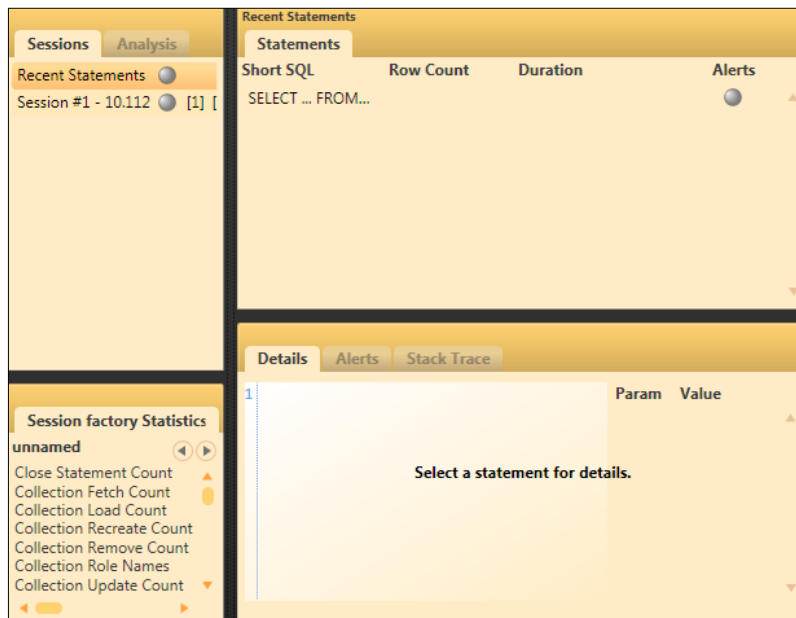 Sessions Analysis
Recent Statements
Session #1 - 10.112 [1] [
Session factory Statistics
unnamed
Close Statement Count
Collection Fetch Count
Collection Load Count
Collection Recreate Count
Collection Remove Count
Collection Role Names
Collection Update Count
Recent Statements
Statements
Short SQL Row Count Duration Alerts
SELECT ... FROM...
Details Alerts Stack Trace
1
Param Value
Select a statement for details.